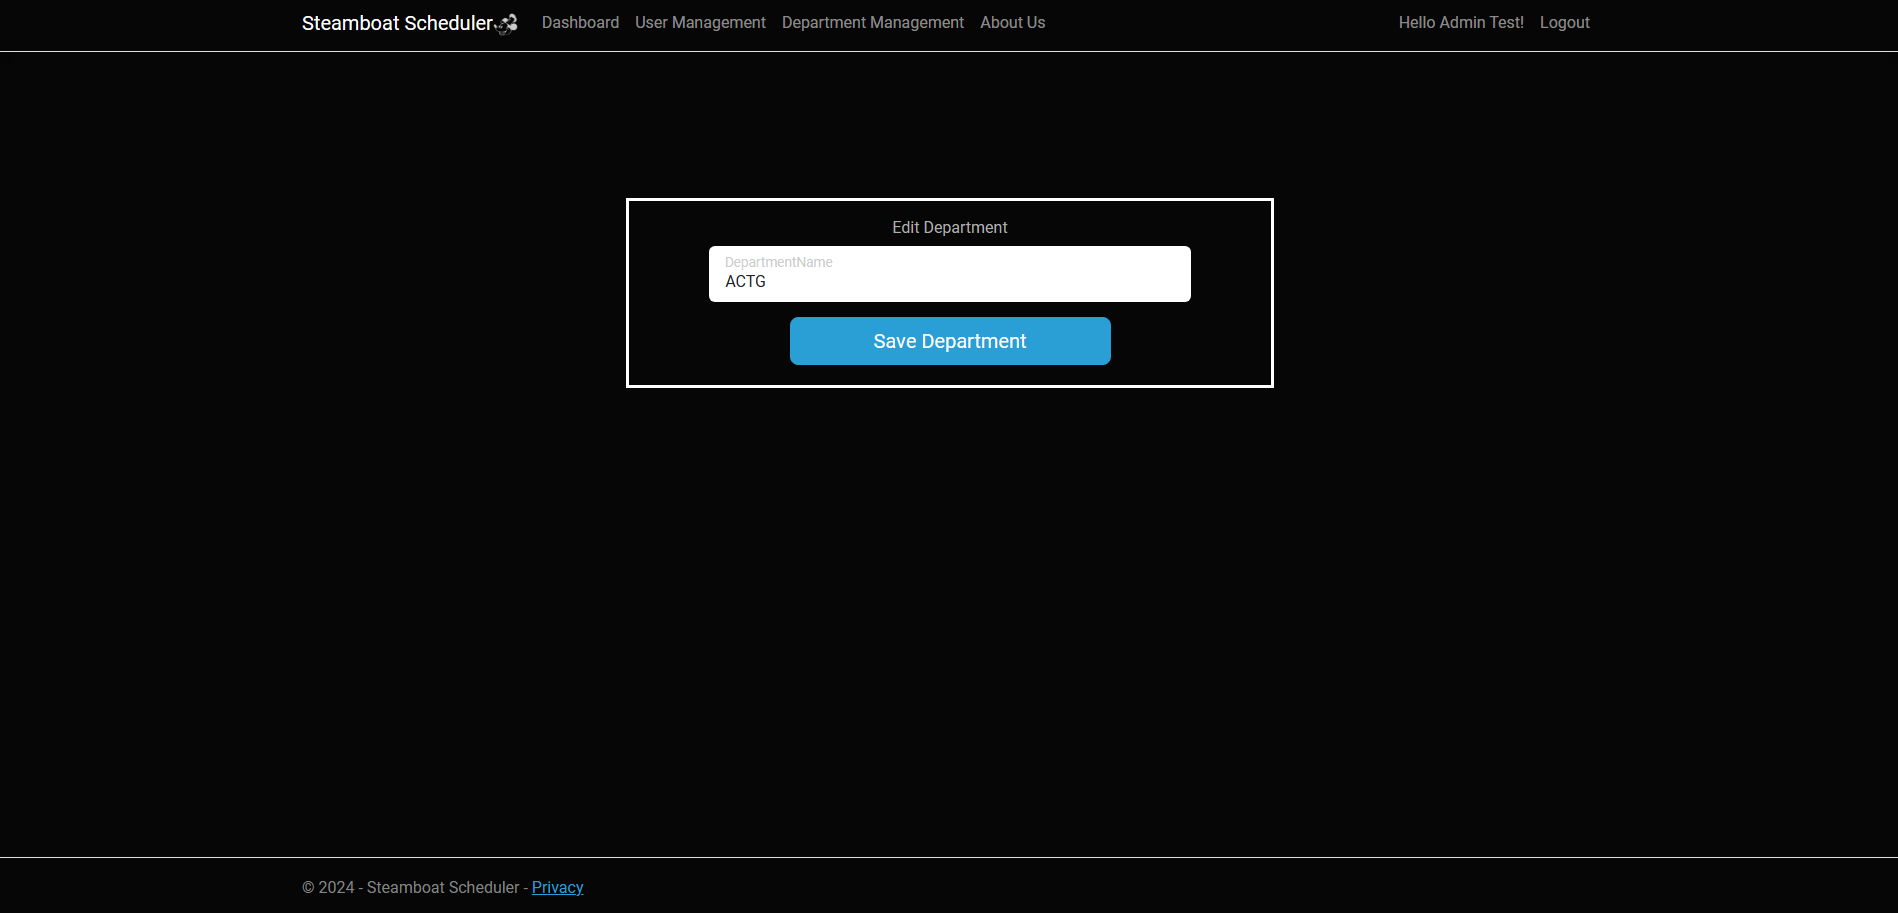 Steamboat Scheduler Dashboard User Management Department Management About Us Hello Admin Test! Logout
Edit Department
DepartmentName
ACTG
Save Department
© 2024 - Steamboat Scheduler - Privacy